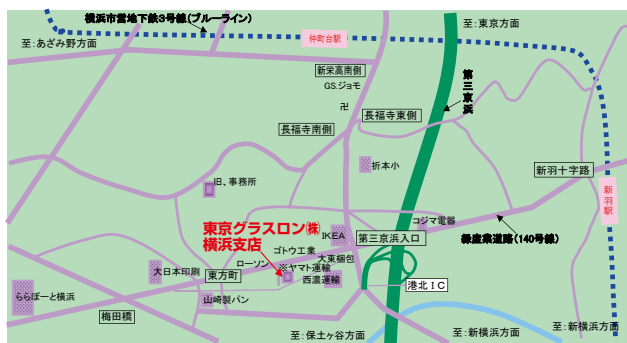 横浜市営地下鉄3号線(ブルーライン)
至:東京方面
仲町台駅
至:あざみ野方面
新栄高南側
第三京浜
GS.ジョモ
卍
長福寺東側
長福寺南側
折本小
新羽十字路
旧、事務所
新羽駅
東京グラスロン㈱
横浜支店
コジマ電器
IKEA
第三京浜入口
緑産業道路(140号線)
ゴトウ工業
大東梱包
ローソン
※ヤマト運輸
大日本印刷
東方町
西濃運輸
港北IC
ららぽーと横浜
山崎製パン
梅田橋
至:保土ヶ谷方面
至:新横浜方面
至:新横浜方面